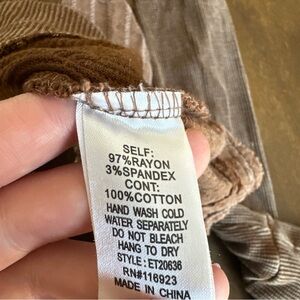 SELF:
97%RAYON
3%SPANDEX
CONT:
100%COTTON
HAND WASH COLD
WATER SEPARATELY
DO NOT BLEACH
HANG TO DRY
STYLE: ET20636
RN#116923
MADE IN CHINA